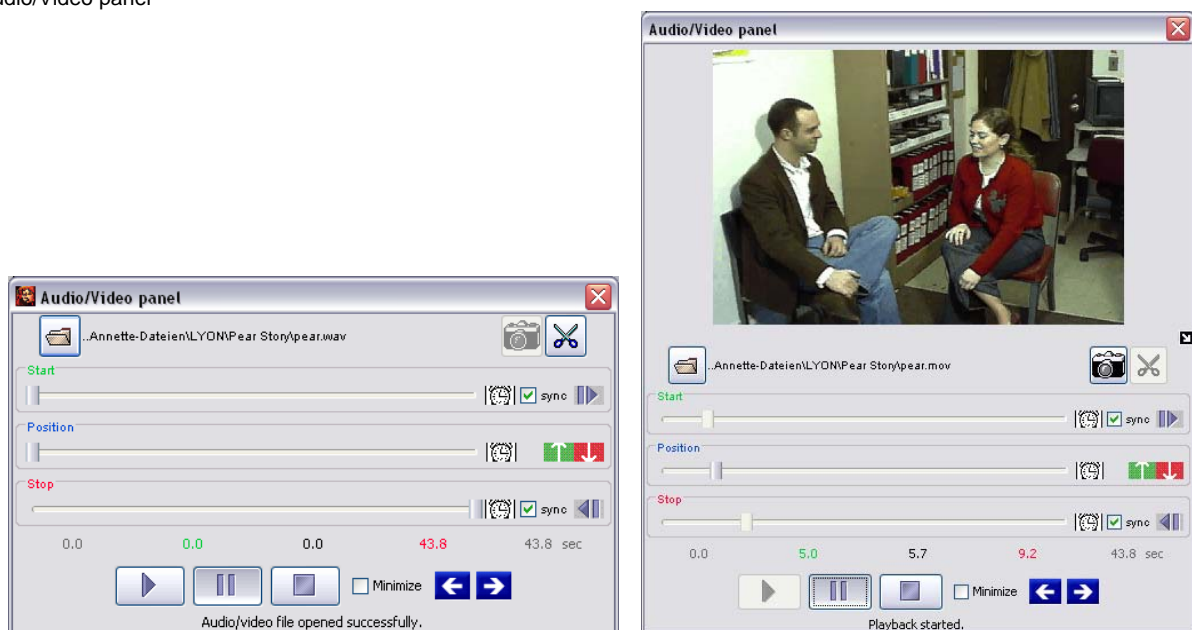 Audio/Video panel
Audio/Video panel
..Annette-Dateien\LYON\Pear Story\pear.wav
Start
sync
Position
Stop
sync
0.0 0.0 0.0 43.8 43.8 sec
Minimize
Audio/video file opened successfully.
Audio/Video panel
..Annette-Dateien\LYON\Pear Story\pear.mov
Start
sync
Position
Stop
sync
0.0 5.0 5.7 9.2 43.8 sec
Minimize
Playback started.